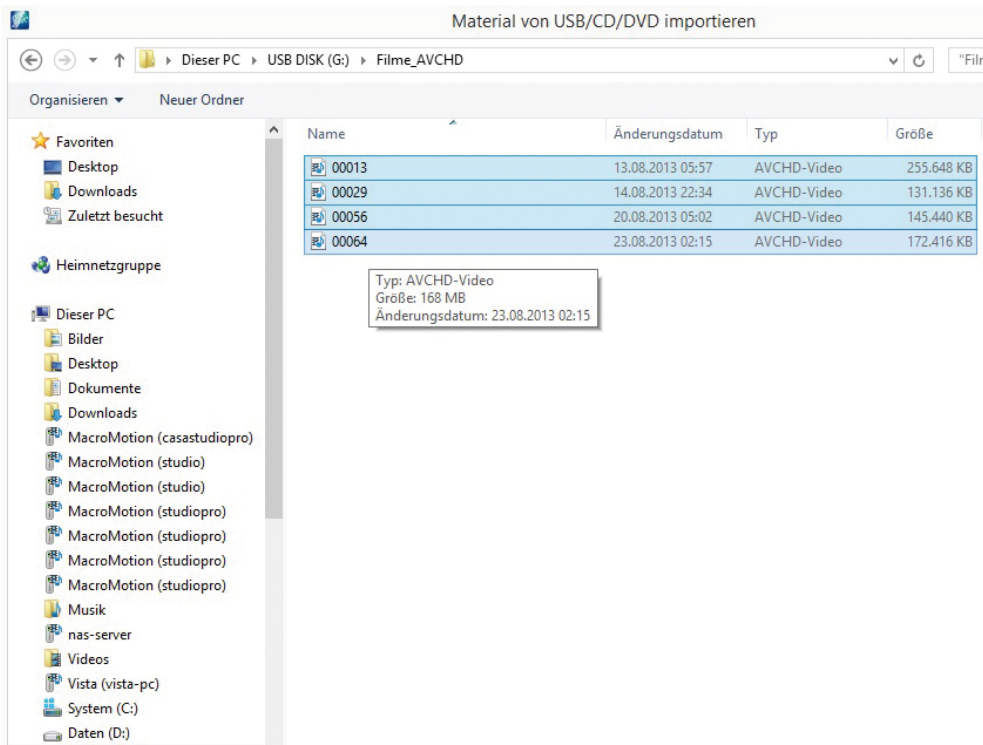 Material von USB/CD/DVD importieren
Dieser PC USB DISK (G:) Filme_AVCHD "Film
Organisieren Neuer Ordner
Name Änderungsdatum Typ Größe
00013 13.08.2013 05:57 AVCHD-Video 255.648 KB
00029 14.08.2013 22:34 AVCHD-Video 131.136 KB
00056 20.08.2013 05:02 AVCHD-Video 145.440 KB
00064 23.08.2013 02:15 AVCHD-Video 172.416 KB
Typ: AVCHD-Video
Größe: 168 MB
Änderungsdatum: 23.08.2013 02:15
Favoriten
Desktop
Downloads
Zuletzt besucht
Heimnetzgruppe
Dieser PC
Bilder
Desktop
Dokumente
Downloads
MacroMotion (casastudiopro)
MacroMotion (studio)
MacroMotion (studio)
MacroMotion (studiopro)
MacroMotion (studiopro)
MacroMotion (studiopro)
MacroMotion (studiopro)
Musik
nas-server
Videos
Vista (vista-pc)
System (C:)
Daten (D:)